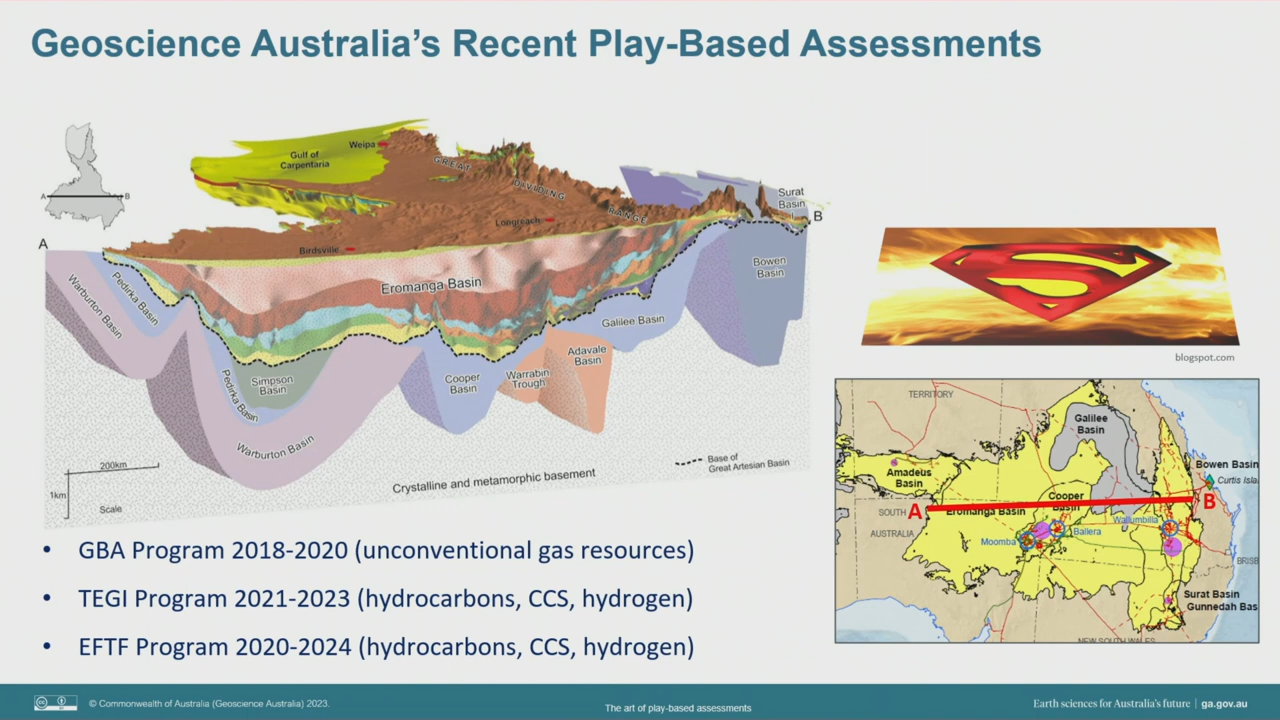 Geoscience Australia's Recent Play-Based Assessments
Weipa
Gulf of
Carpentaria
GREAT
DIVIDING
RANGE
Surat
Basin
A
B
B
Longreach
A
Birdsville
Eromanga Basin
Bowen
Basin
Warburton Basin
Pedirka Basin
Galilee Basin
Adavale
Basin
Simpson
Basin
Pedirka Basin
Cooper
Basin
Warrabin
Trough
Warburton Basin
200km
1km
Scale
Crystalline and metamorphic basement
Base of
Great Artesian Basin
blogspot.com
TERRITORY
Galilee
Basin
Bowen Basin
Amadeus
Basin
Curtis Isla
Cooper
Basin
A
B
SOUTH
AUSTRALIA
Eromanga Basin
Wallumbilla
Ballera
Moomba
BRISB
Surat Basin
Gunnedah Bas
NEW SOUTH WALES
• GBA Program 2018-2020 (unconventional gas resources)
• TEGI Program 2021-2023 (hydrocarbons, CCS, hydrogen)
• EFTF Program 2020-2024 (hydrocarbons, CCS, hydrogen)
© Commonwealth of Australia (Geoscience Australia) 2023.
The art of play-based assessments
Earth sciences for Australia's future | ga.gov.au